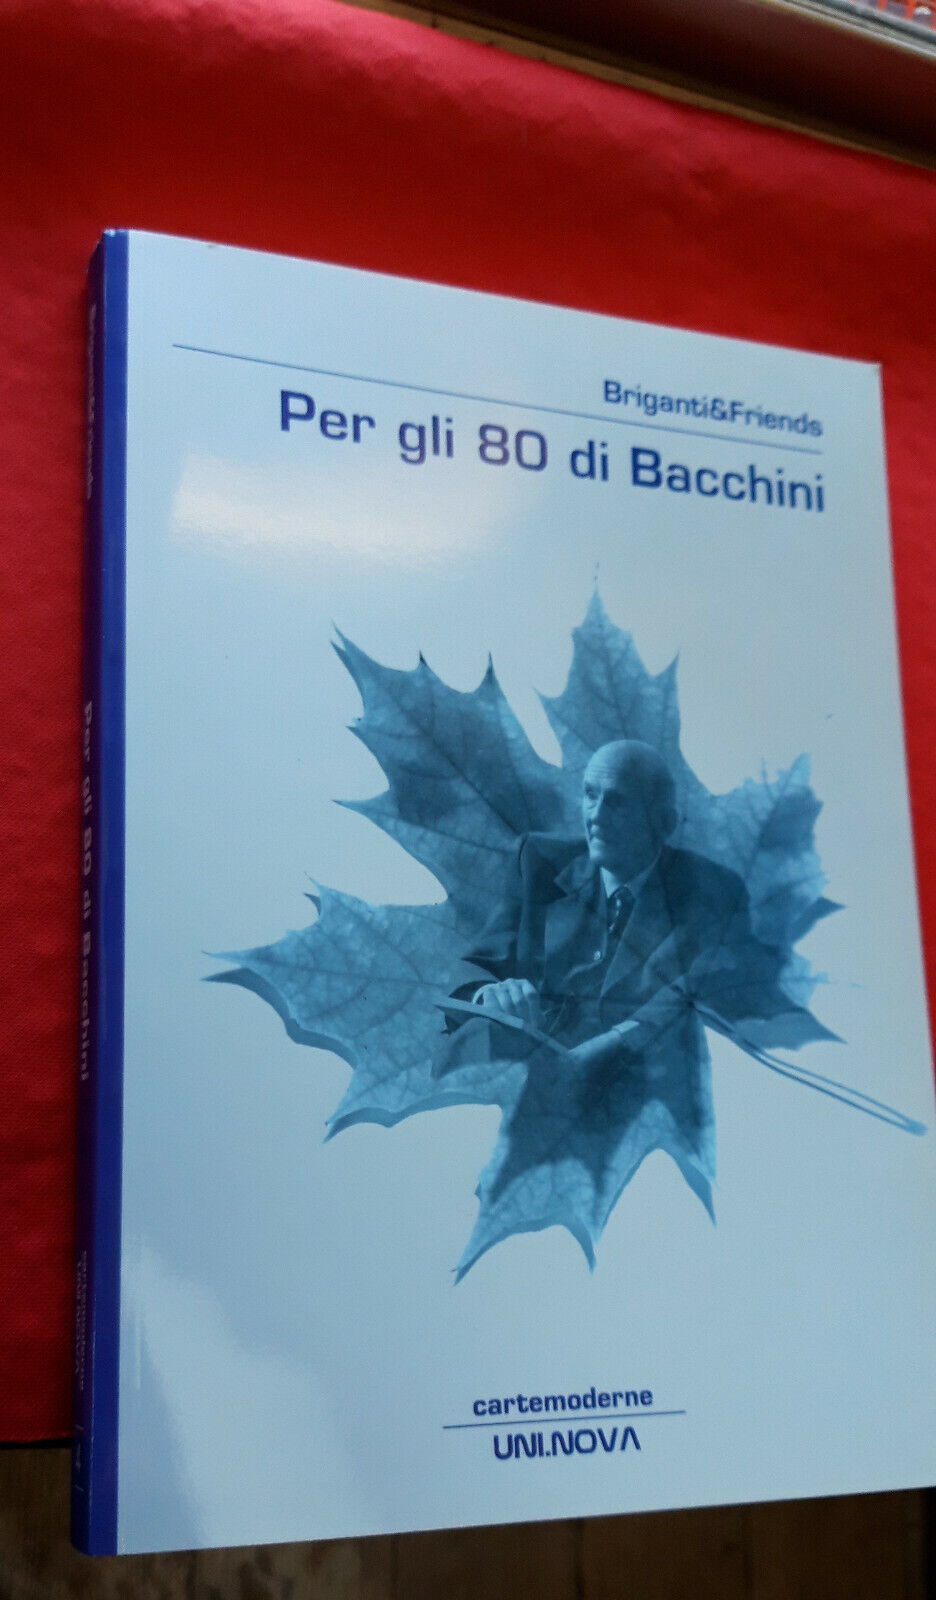 Briganti&Friends
Per gli 80 di Bacchini
cartemoderne
UNI.NOVA
Per gli 80 di Bacchini